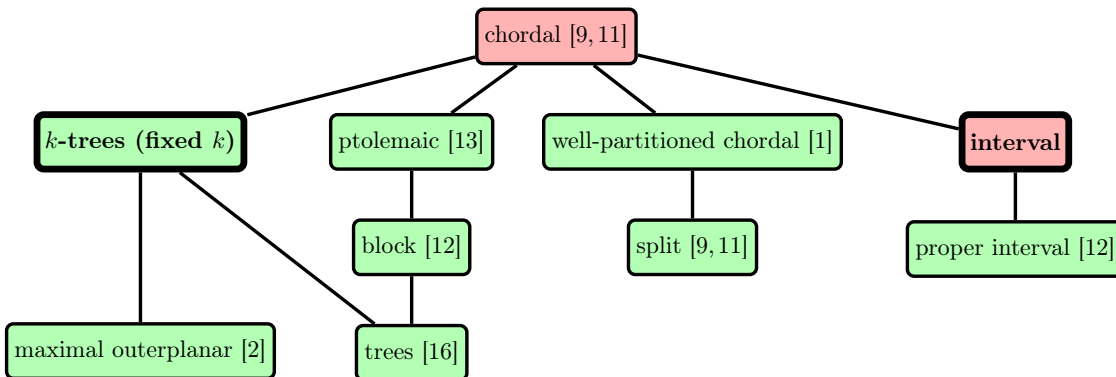 chordal [9, 11]
k-trees (fixed k)
ptolemaic [13]
well-partitioned chordal [1]
interval
block [12]
split [9, 11]
proper interval [12]
maximal outerplanar [2]
trees [16]